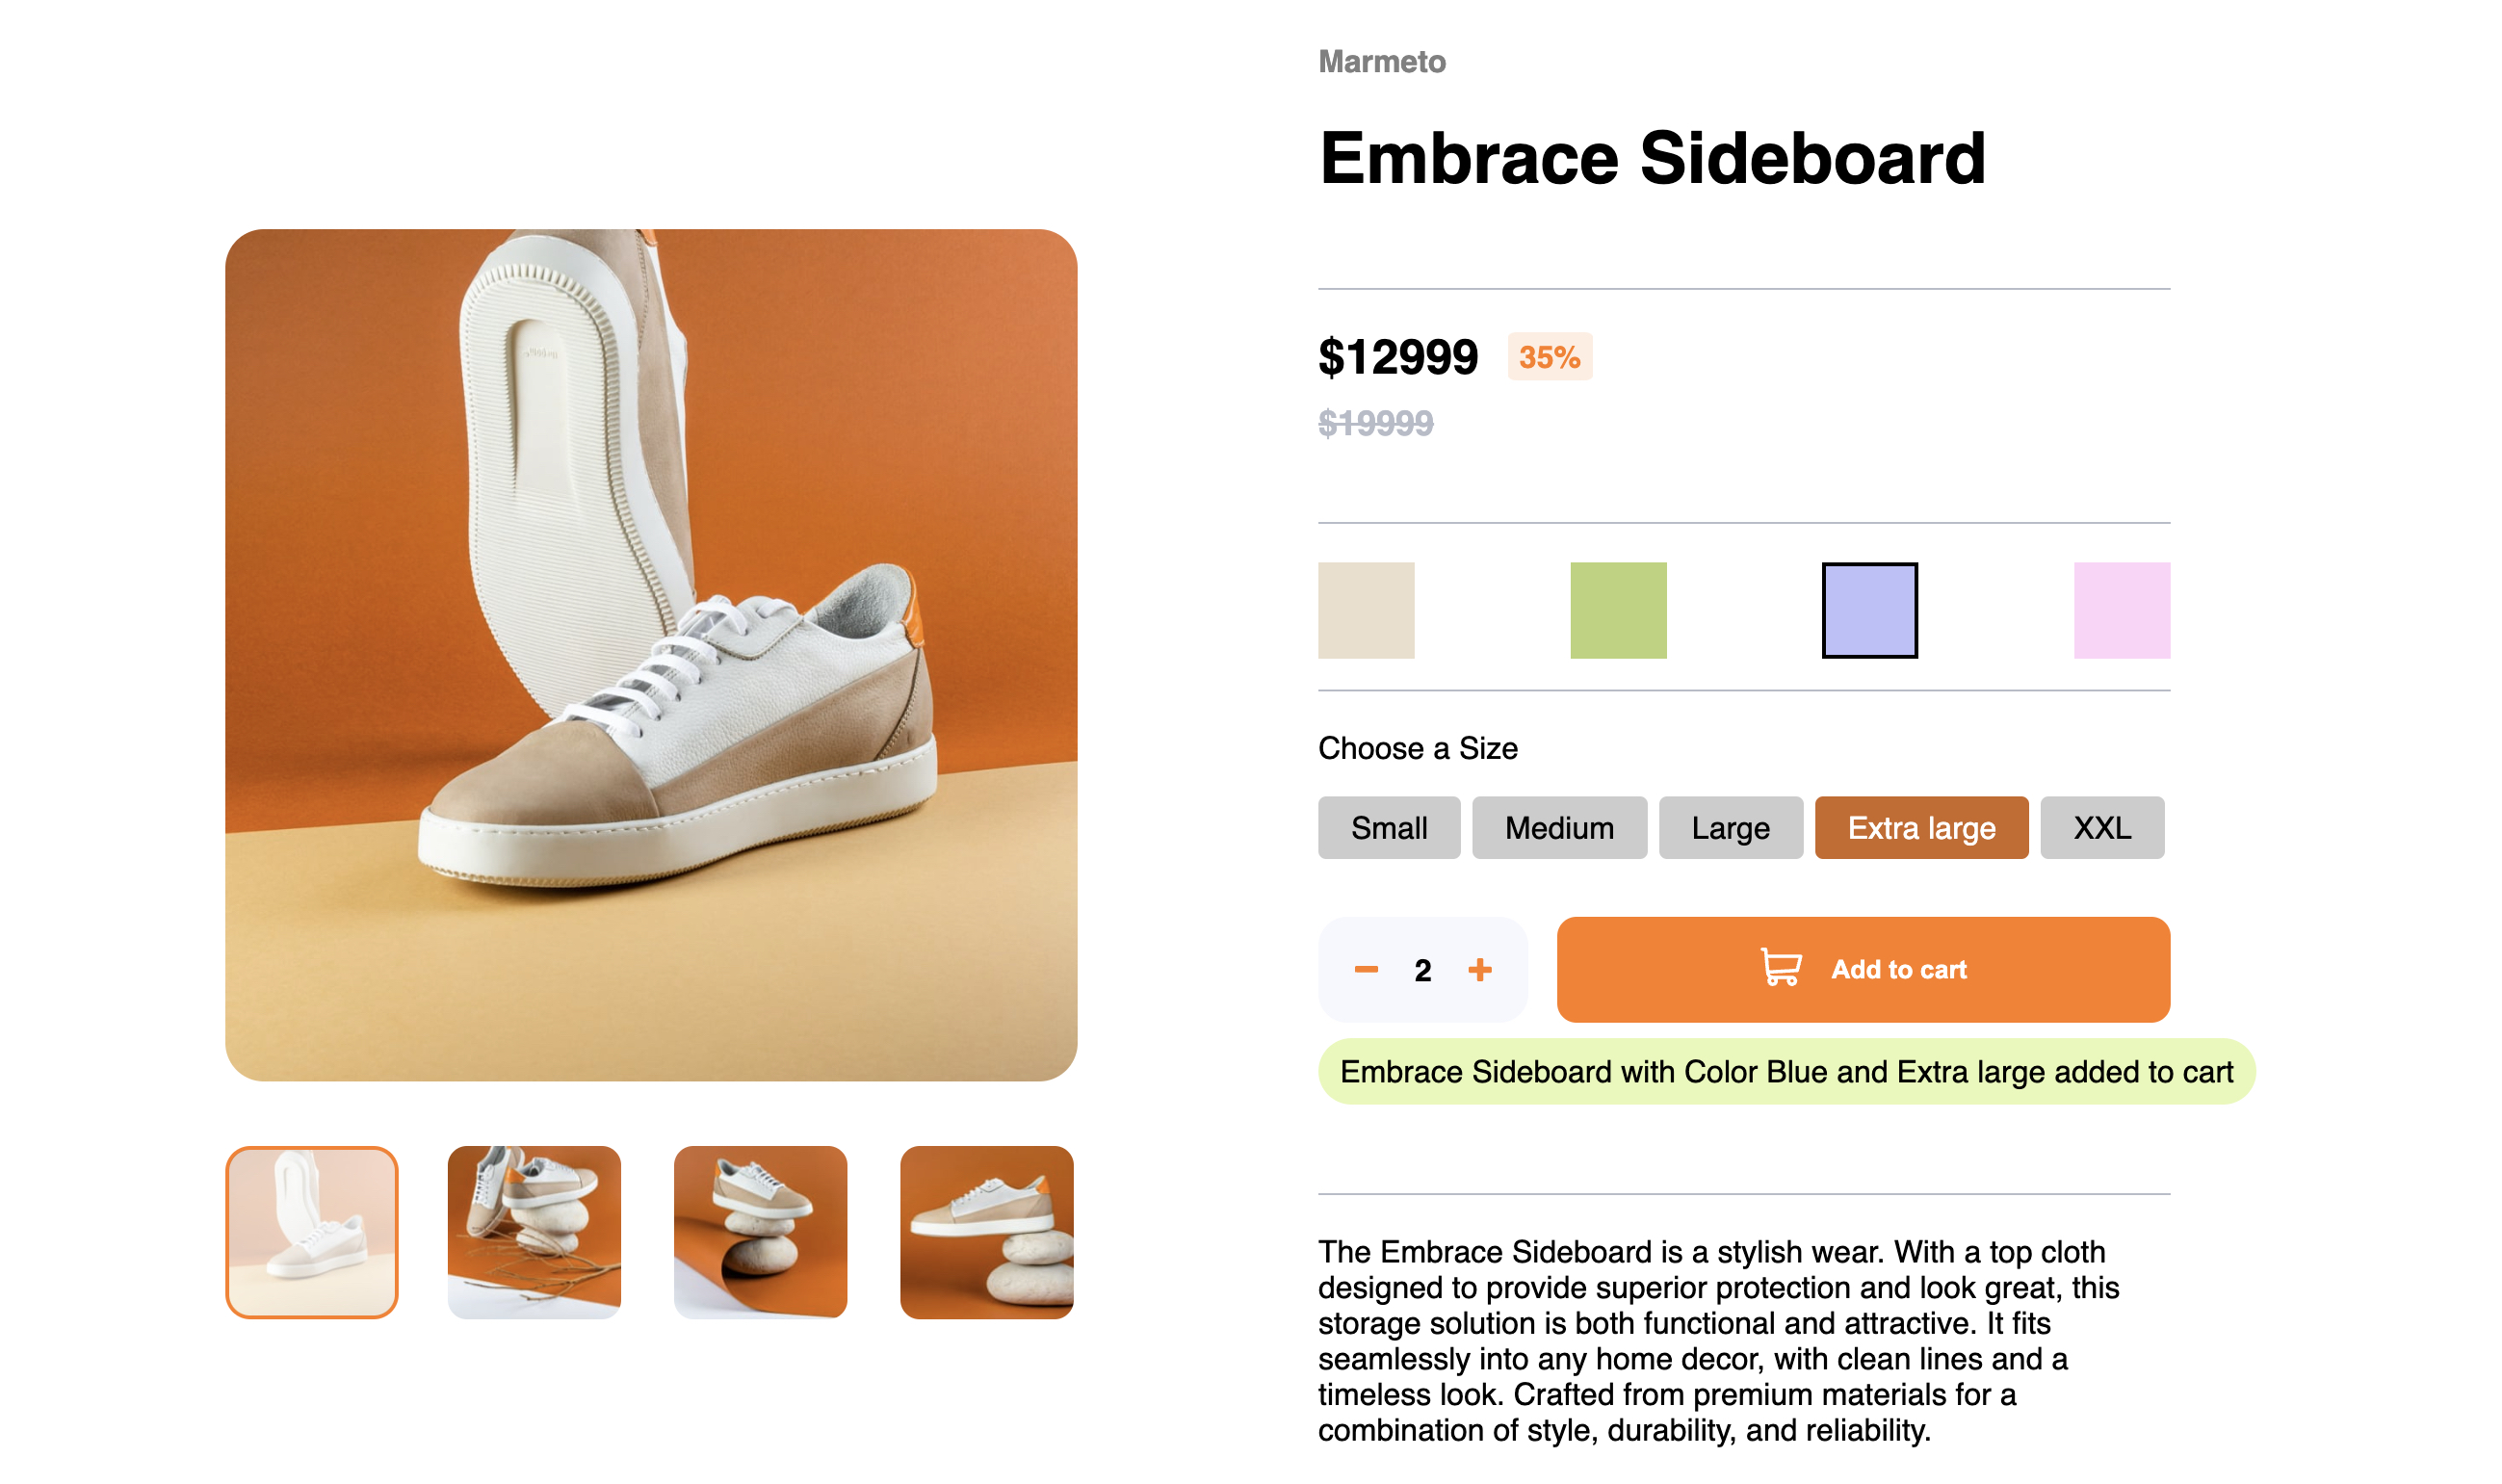 Marmeto
Embrace Sideboard
$12999 35%
$19999
Choose a Size
Small Medium Large Extra large XXL
2 Add to cart
Embrace Sideboard with Color Blue and Extra large added to cart
The Embrace Sideboard is a stylish wear. With a top cloth
designed to provide superior protection and look great, this
storage solution is both functional and attractive. It fits
seamlessly into any home decor, with clean lines and a
timeless look. Crafted from premium materials for a
combination of style, durability, and reliability.